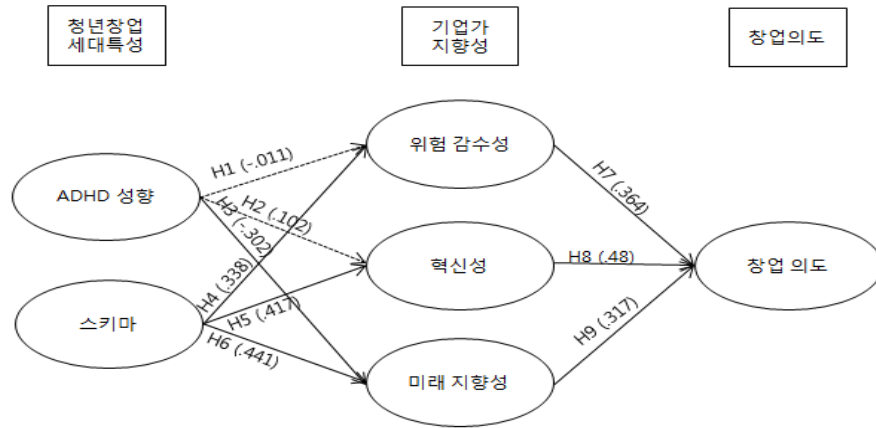 청년창업
세대특성
기업가
지향성
창업의도
위험 감수성
H1 (-.011)
ADHD 성향
H2 (.102)
H3 (-.302)
H7 (.364)
혁신성
H8 (.48)
창업 의도
H4 (.338)
H5 (.417)
스키마
H6 (.441)
H9 (.317)
미래 지향성